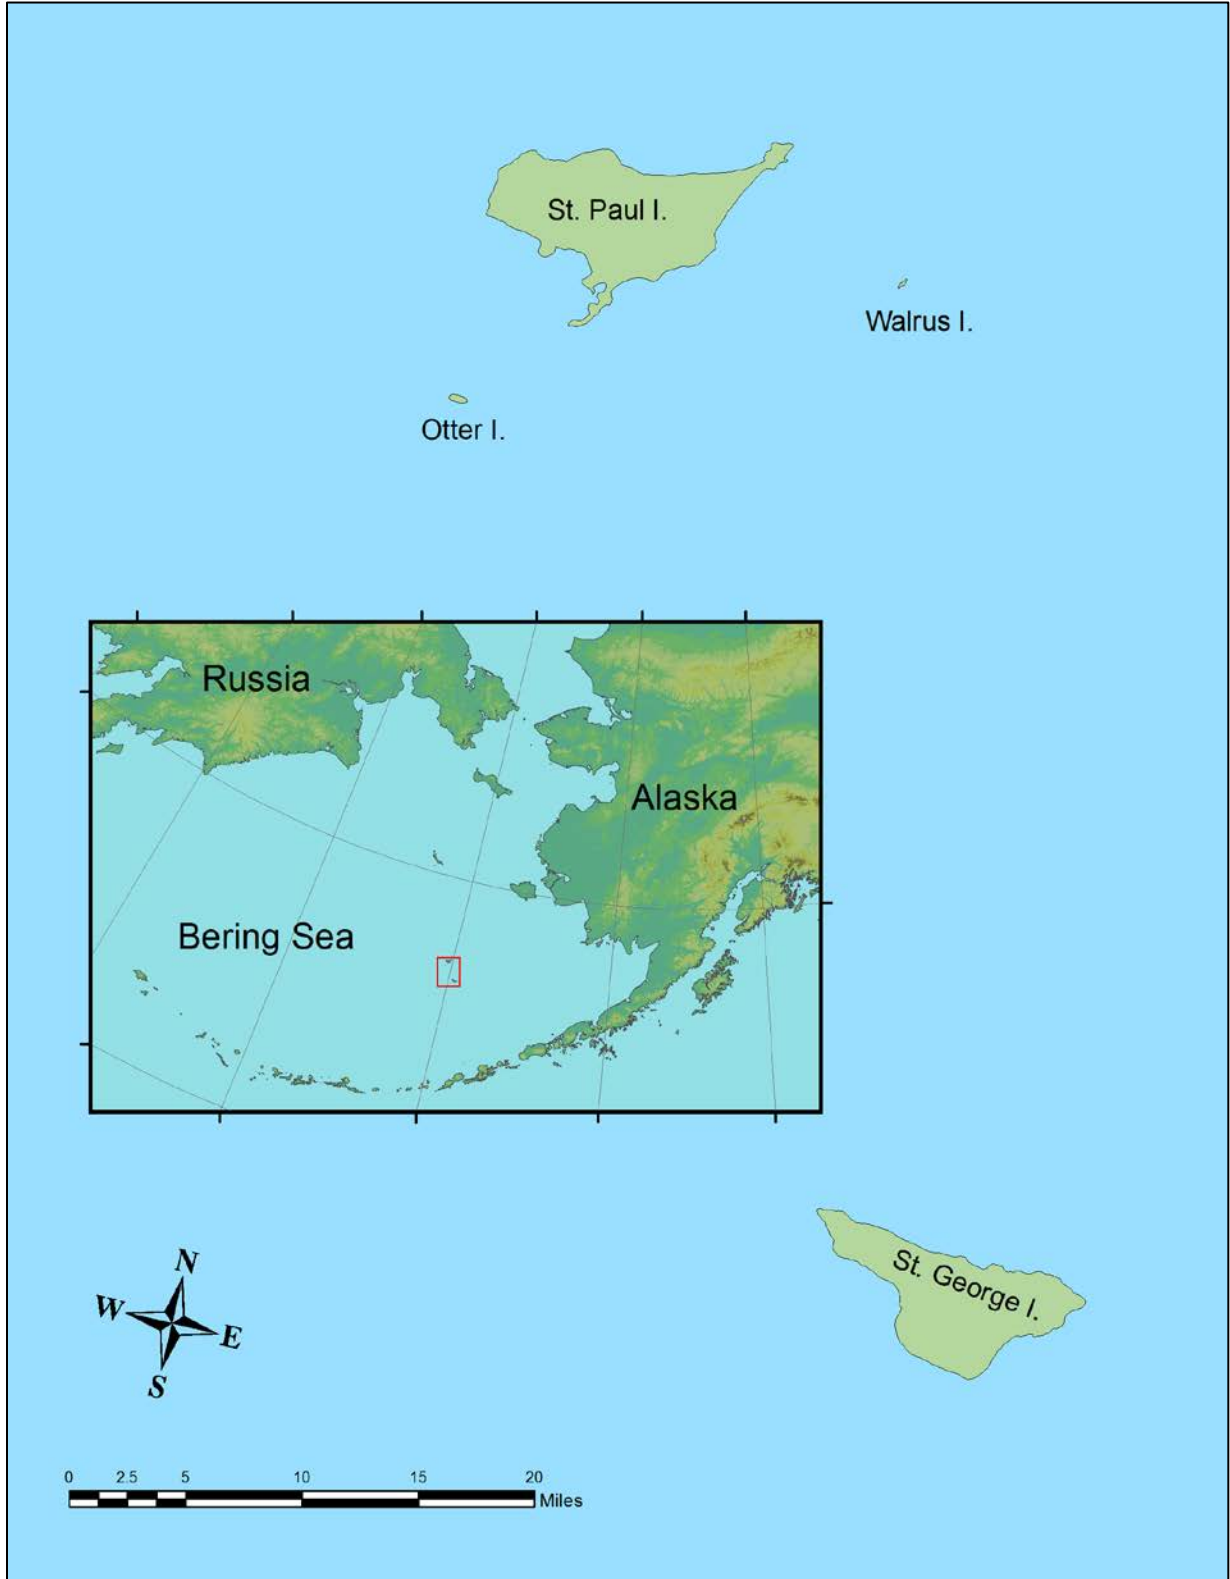 St. Paul I.
Walrus I.
Otter I.
Russia
Alaska
Bering Sea
St. George I.
N
W
E
S
0 2.5 5 10 15 20
Miles